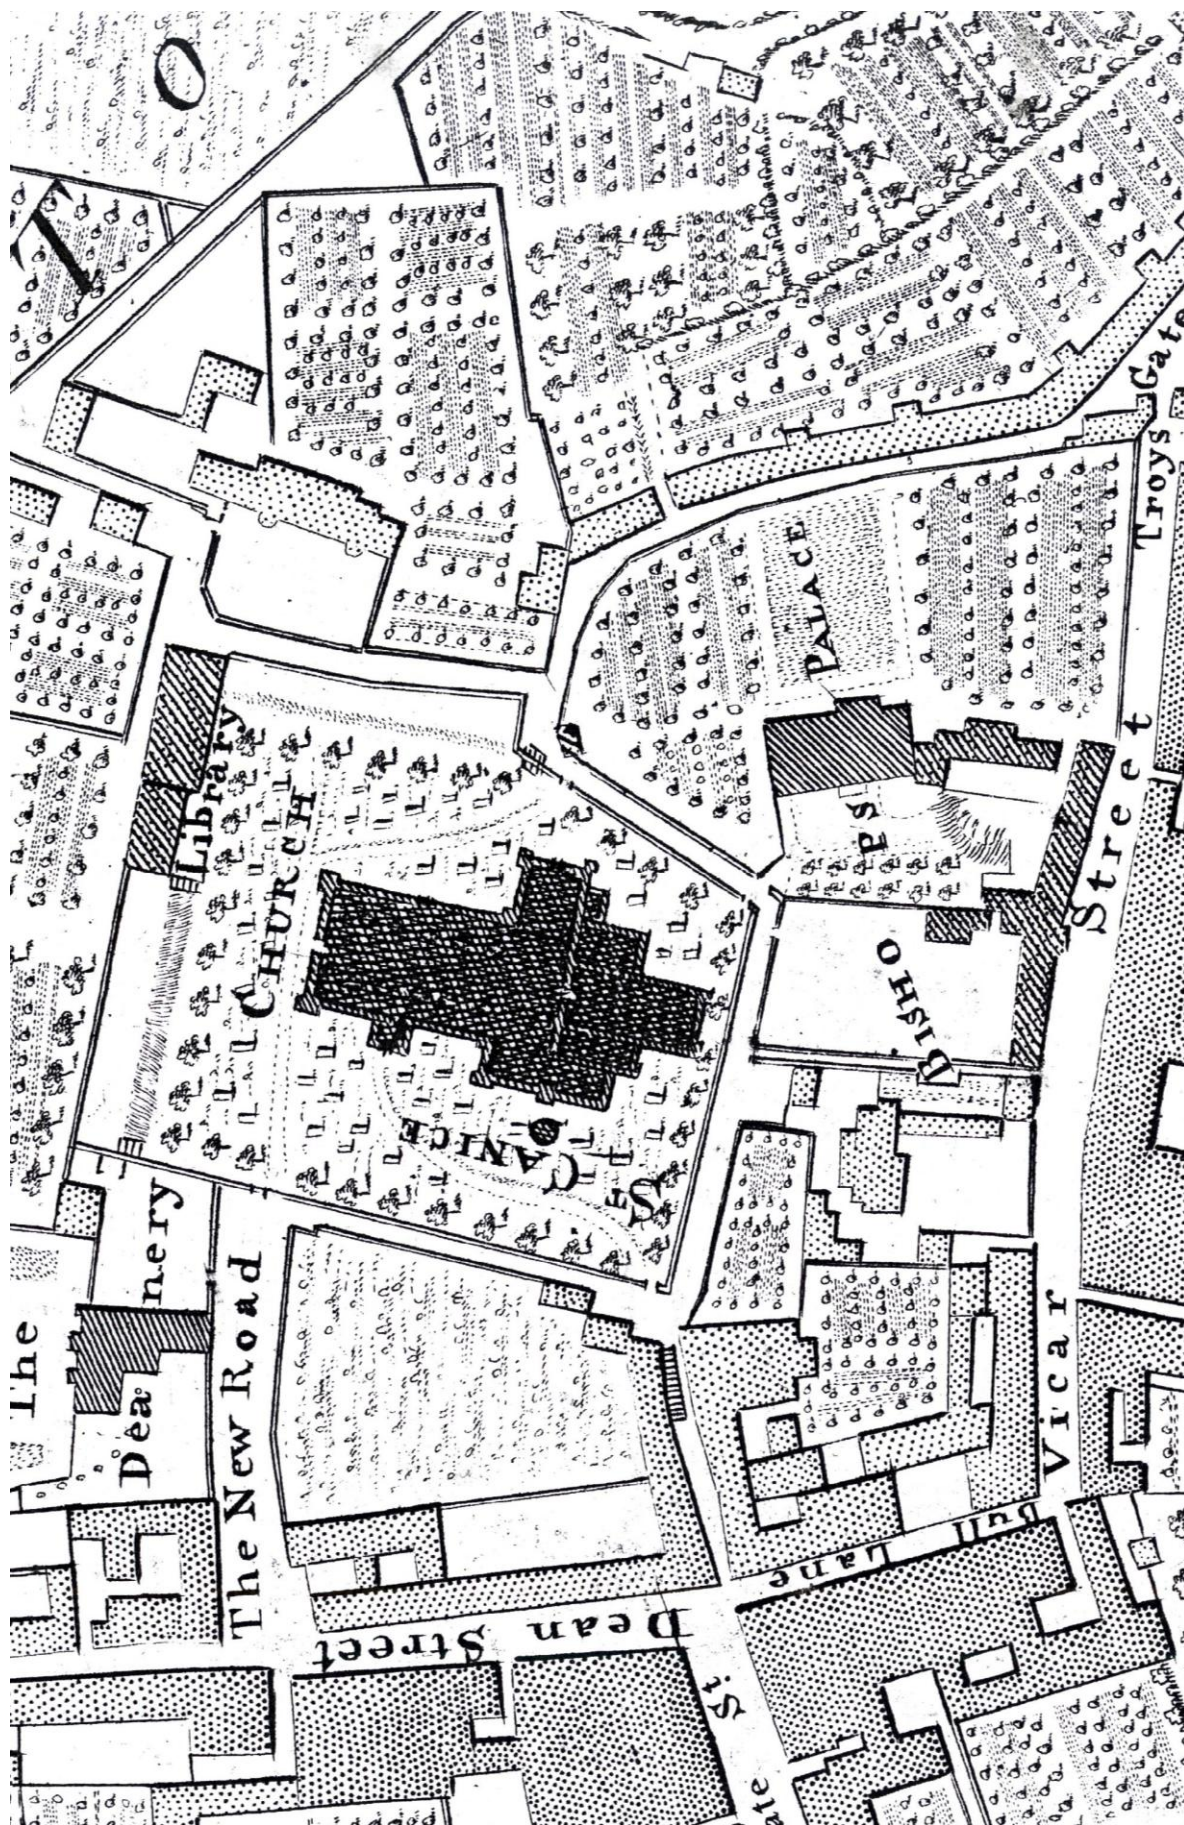 O
T
Troys Gate
PALACE
Library
CHURCH
BISHOPS
ST CANICE
Vicar Street
The Deanery
The New Road
Bull Lane
Dean Street
St.